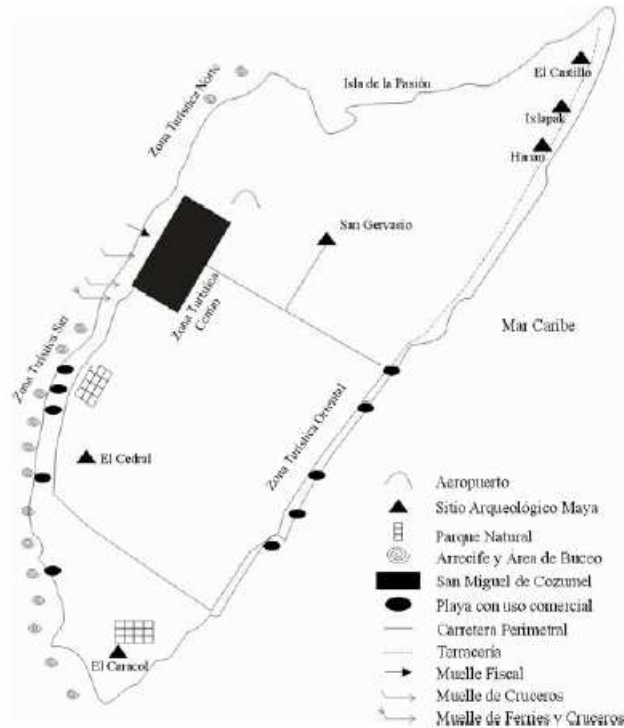 Isla de la Pasión
El Castillo
Zona Turística Norte
Ixlapak
Hanan
San Gervasio
Zona Turística
Centro
Mar Caribe
Zona Turística Sur
Zona Turística Oriental
El Cedral
Aeropuerto
Sitio Arqueológico Maya
Parque Natural
Arrecife y Área de Buceo
San Miguel de Cozumel
Playa con uso comercial
Carretera Perimetral
Terracería
El Caracol
Muelle Fiscal
Muelle de Cruceros
Muelle de Ferries y Cruceros